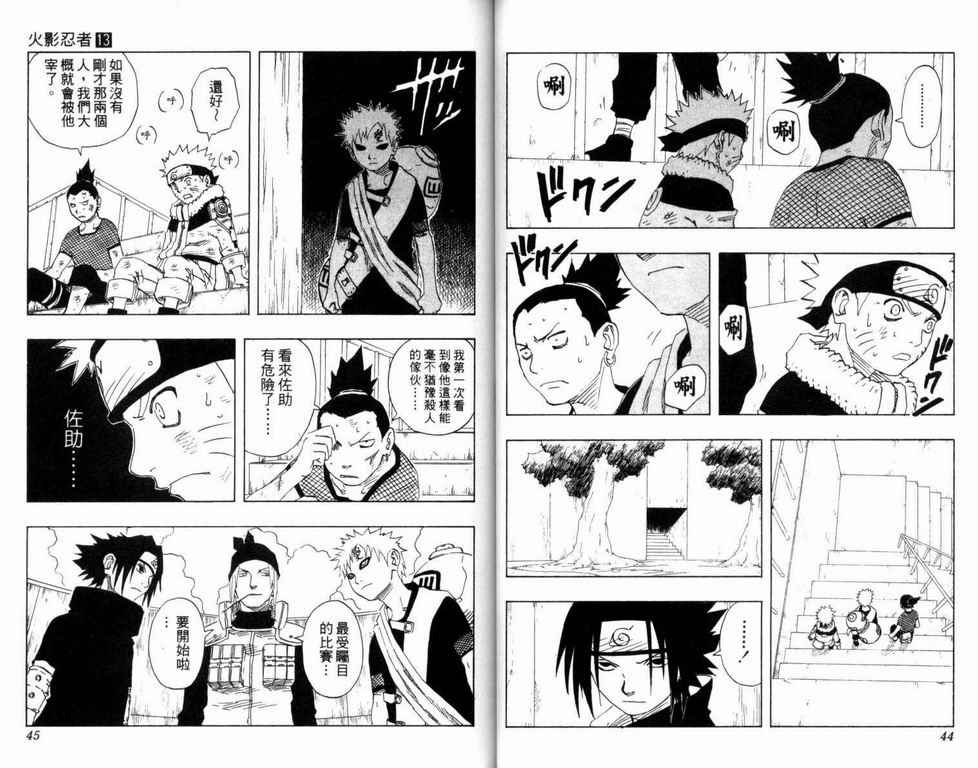 火影忍者13
………
唰
唰
ドクン
ドクン
唰
唰
ドクン
……！
44
還好～
呼
呼
呼
如果沒有
剛才那兩個
人，我們大
概就會被他
宰了。
我第一次看
到像他這樣能
毫不猶豫殺人
的傢伙……
看來佐助
有危險了…
佐助……
最受矚目
的比賽…
要開始啦
…
45